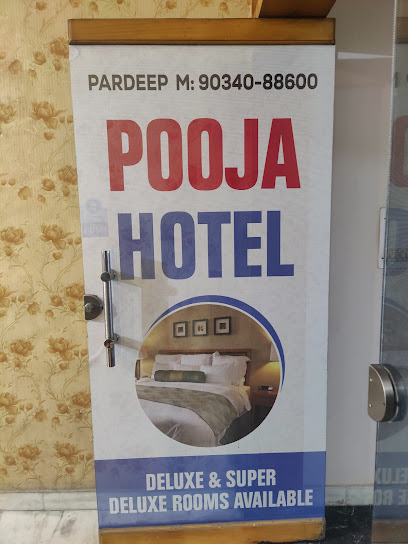 PARDEEP M: 90340-88600
POOJA
HOTEL
DELUXE & SUPER
DELUXE ROOMS AVAILABLE